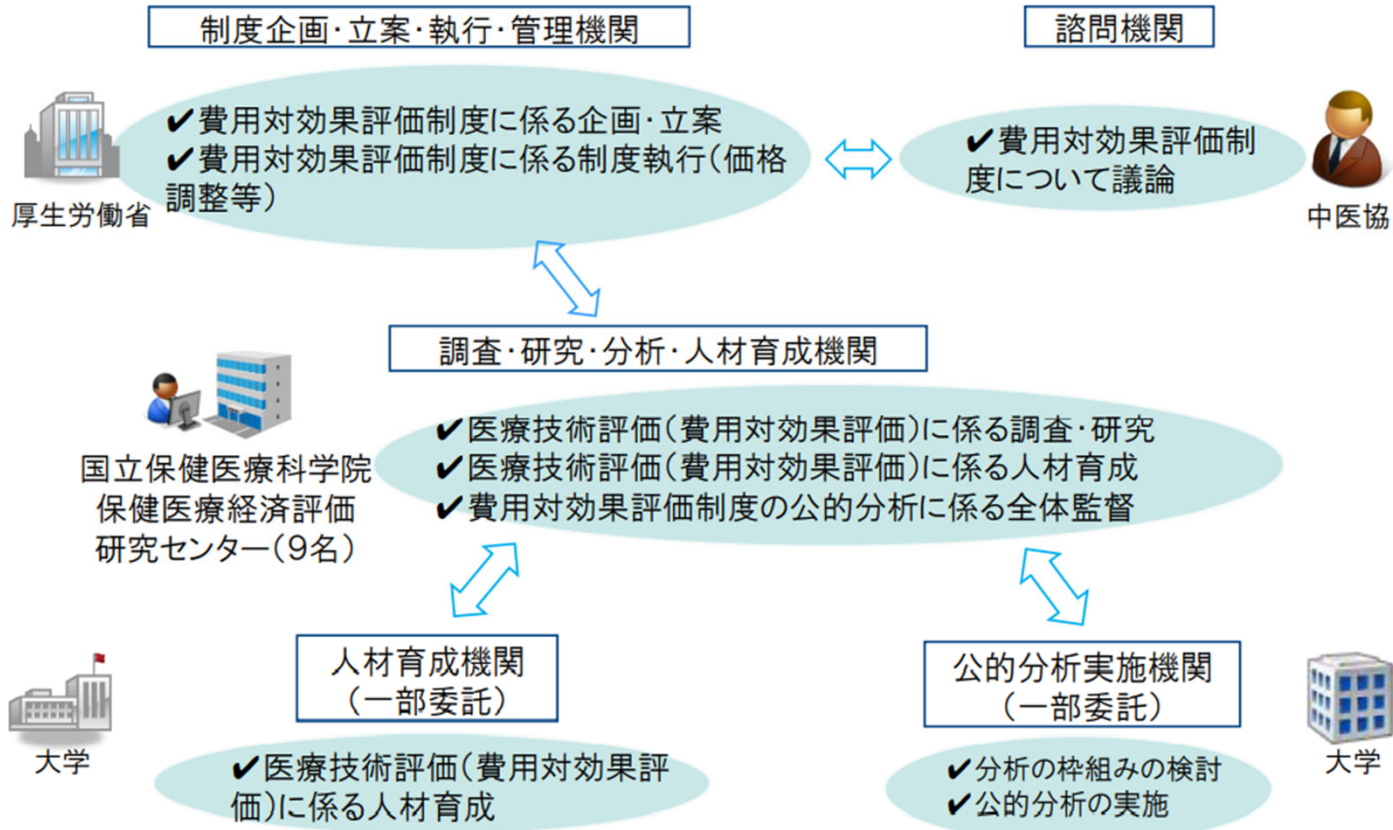 制度企画・立案・執行・管理機関
諮問機関
✔費用対効果評価制度に係る企画・立案
✔費用対効果評価制度に係る制度執行(価格
調整等)
厚生労働省
✔費用対効果評価制
度について議論
中医協
調査・研究・分析・人材育成機関
✔医療技術評価(費用対効果評価)に係る調査・研究
✔医療技術評価(費用対効果評価)に係る人材育成
✔費用対効果評価制度の公的分析に係る全体監督
国立保健医療科学院
保健医療経済評価
研究センター(9名)
人材育成機関
(一部委託)
大学
✔医療技術評価(費用対効果評
価)に係る人材育成
公的分析実施機関
(一部委託)
✔分析の枠組みの検討
✔公的分析の実施
大学